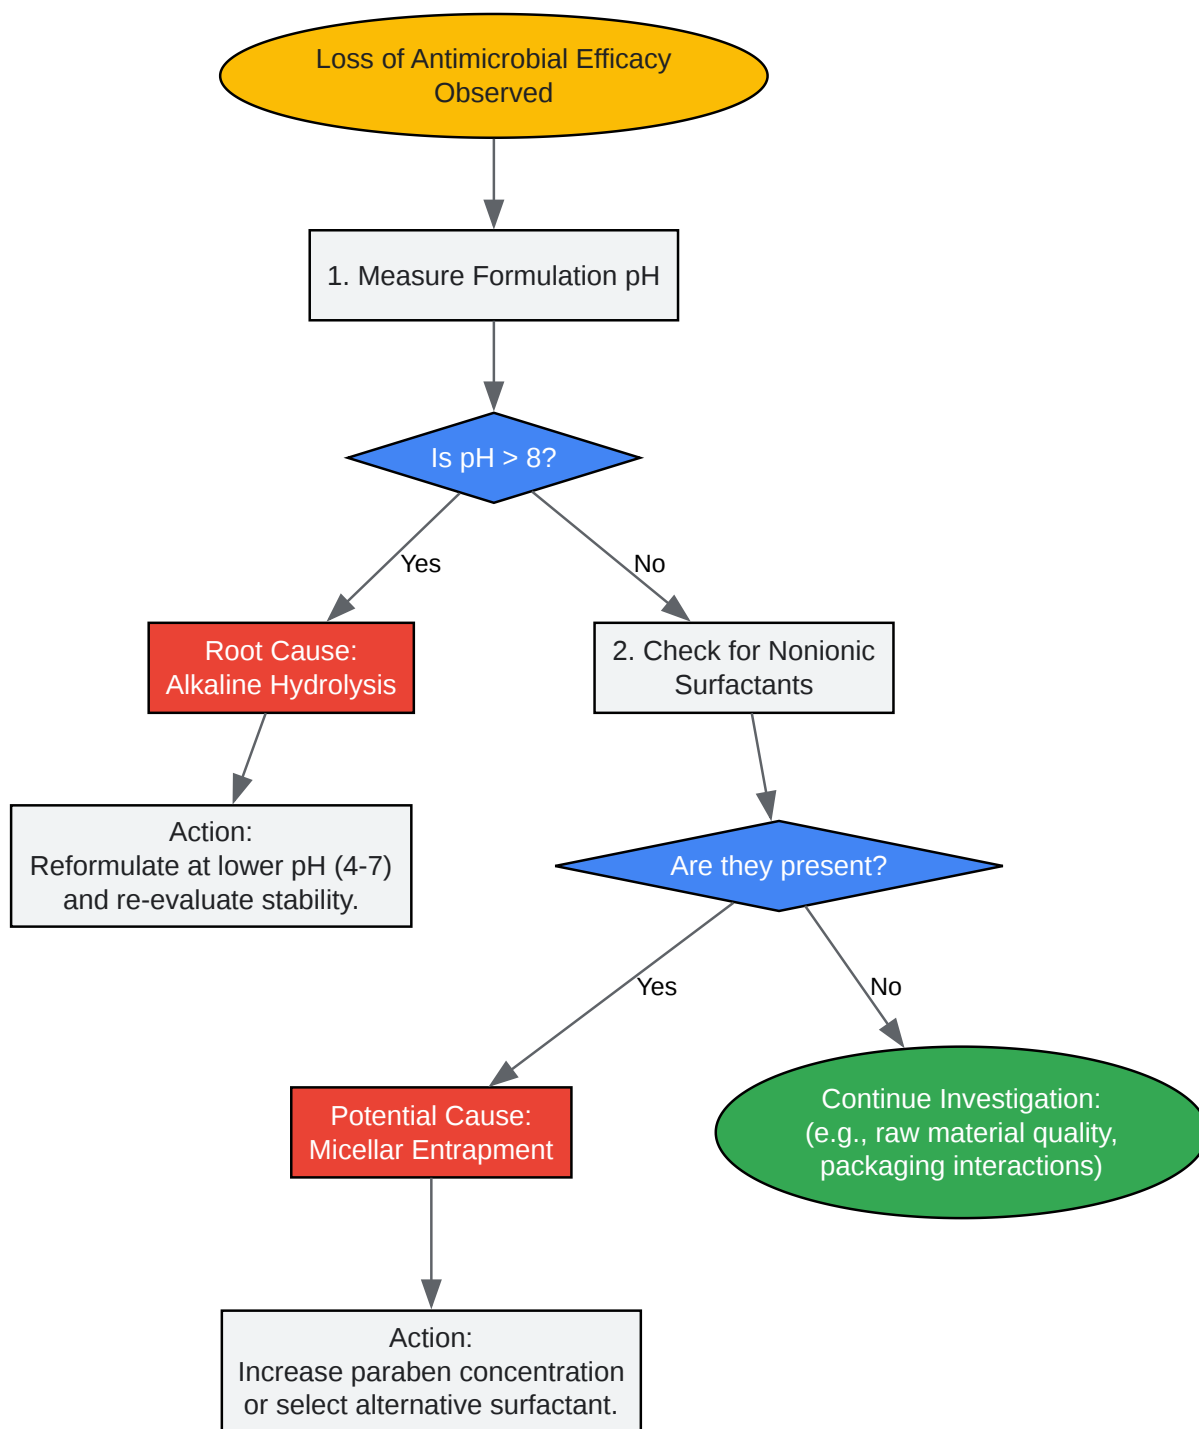 Loss of Antimicrobial Efficacy
Observed
1. Measure Formulation pH
Is pH > 8?
Yes
No
Root Cause:
Alkaline Hydrolysis
2. Check for Nonionic
Surfactants
Action:
Reformulate at lower pH (4-7)
and re-evaluate stability.
Are they present?
Yes
No
Potential Cause:
Micellar Entrapment
Continue Investigation:
(e.g., raw material quality,
packaging interactions)
Action:
Increase paraben concentration
or select alternative surfactant.